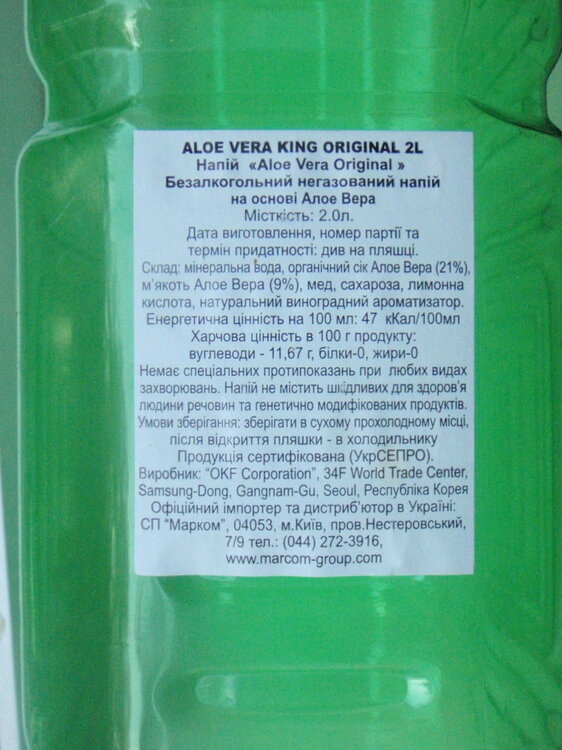 ALOE VERA KING ORIGINAL 2L
Напій «Aloe Vera Original »
Безалкогольний негазований напій
на основі Алое Вера
Місткість: 2.0л.
Дата виготовлення, номер партії та
термін придатності: див на пляшці.
Склад: мінеральна вода, органічний сік Алое Вера (21%),
м'якоть Алое Вера (9%), мед, сахароза, лимонна
кислота, натуральний виноградний ароматизатор.
Енергетична цінність на 100 мл: 47 кКал/100мл
Харчова цінність в 100 г продукту:
вуглеводи - 11,67 г, білки-0, жири-0
Немає спеціальних протипоказань при любих видах
захворювань. Напій не містить шкідливих для здоров'я
людини речовин та генетично модифікованих продуктів.
Умови зберігання: зберігати в сухому прохолодному місці,
після відкриття пляшки - в холодильнику
Продукція сертифікована (УкрСЕПРО).
Виробник: "OKF Corporation", 34F World Trade Center,
Samsung-Dong, Gangnam-Gu, Seoul, Республіка Корея
Офіційний імпортер та дистриб'ютор в Україні:
СП "Марком", 04053, м.Київ, пров.Нестеровський,
7/9 тел.: (044) 272-3916,
www.marcom-group.com